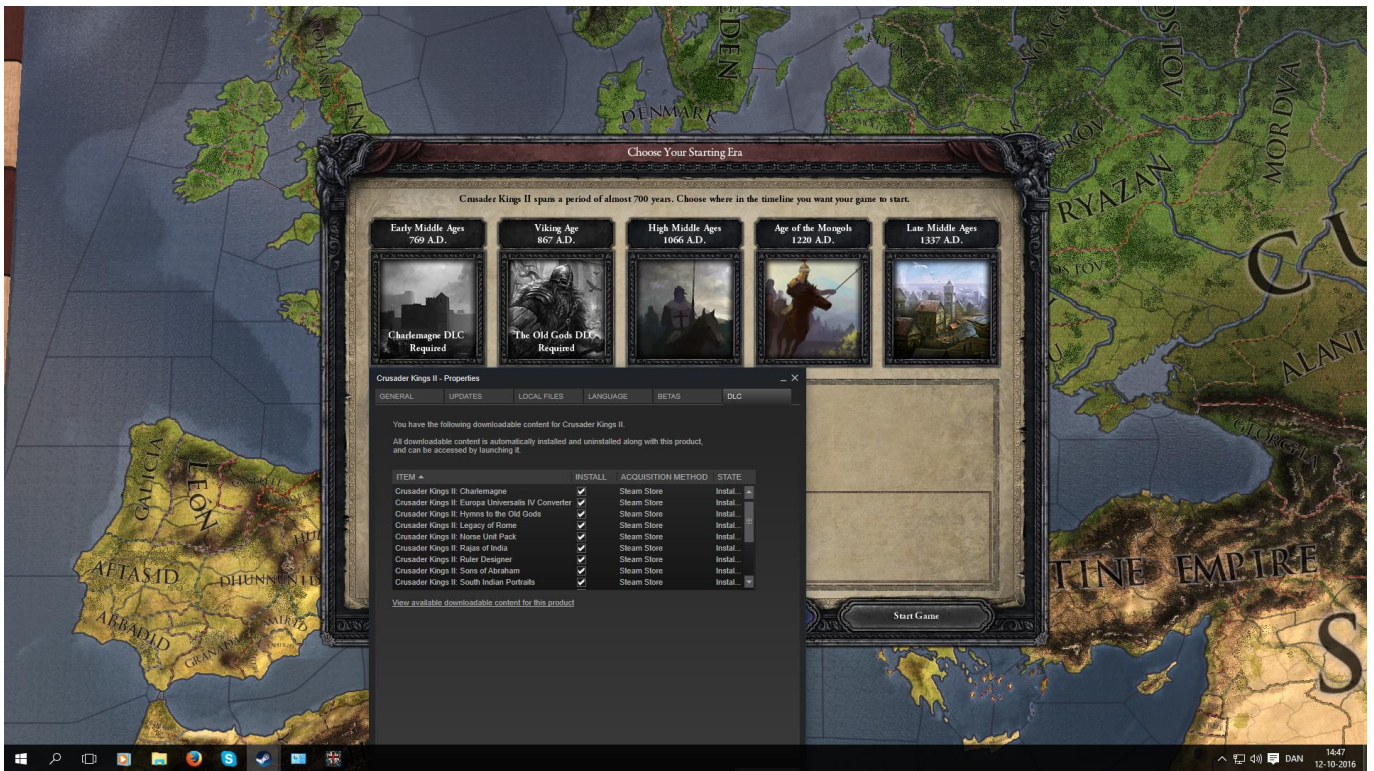 EDEN
DENMARK
RYAZAN
MORDVA
ALANI
GEORGIA
GALICIA
LEON
AFTASID
DHUNNUNID
ABBADID
GRANAD
TINE EMPIRE
C U
S
Choose Your Starting Era
Crusader Kings II spans a period of almost 700 years. Choose where in the timeline you want your game to start.
Early Middle Ages
769 A.D.
Viking Age
867 A.D.
High Middle Ages
1066 A.D.
Age of the Mongols
1220 A.D.
Late Middle Ages
1337 A.D.
Charlemagne DLC
Required
The Old Gods DLC
Required
Crusader Kings II - Properties
GENERAL UPDATES LOCAL FILES LANGUAGE BETAS DLC
You have the following downloadable content for Crusader Kings II.
All downloadable content is automatically installed and uninstalled along with this product,
and can be accessed by launching it.
ITEM INSTALL ACQUISITION METHOD STATE
Crusader Kings II: Charlemagne Steam Store Instal...
Crusader Kings II: Europa Universalis IV Converter Steam Store Instal...
Crusader Kings II: Hymns to the Old Gods Steam Store Instal...
Crusader Kings II: Legacy of Rome Steam Store Instal...
Crusader Kings II: Norse Unit Pack Steam Store Instal...
Crusader Kings II: Rajas of India Steam Store Instal...
Crusader Kings II: Ruler Designer Steam Store Instal...
Crusader Kings II: Sons of Abraham Steam Store Instal...
Crusader Kings II: South Indian Portraits Steam Store Instal...
View available downloadable content for this product
Start Game
DAN
14:47
12-10-2016